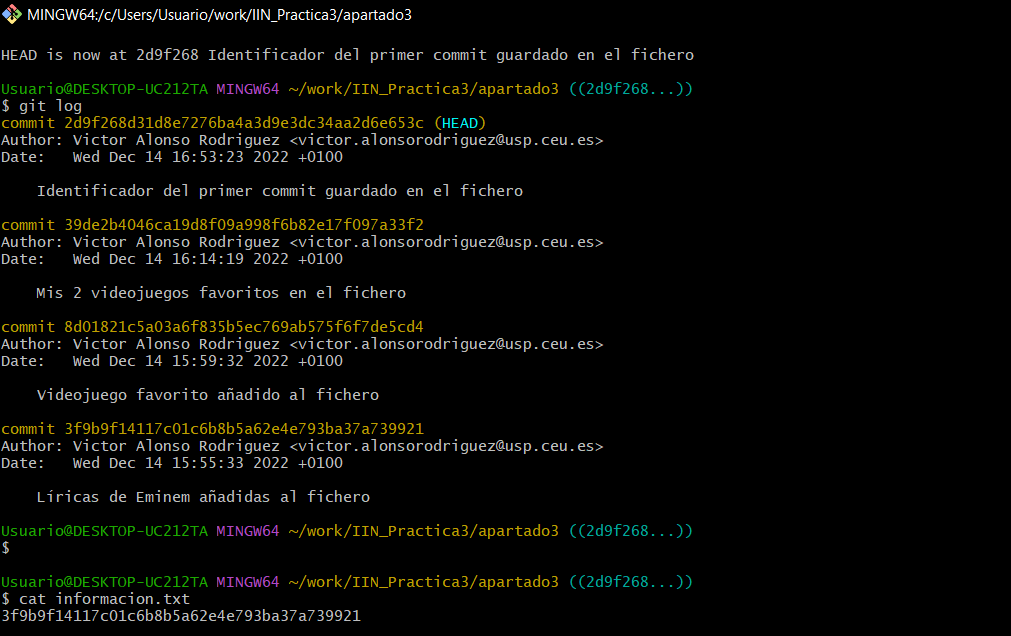 MINGW64:/c/Users/Usuario/work/IIN_Practica3/apartado3
HEAD is now at 2d9f268 Identificador del primer commit guardado en el fichero
Usuario@DESKTOP-UC212TA MINGW64 ~/work/IIN_Practica3/apartado3 ((2d9f268...))
$ git log
commit 2d9f268d31d8e7276ba4a3d9e3dc34aa2d6e653c (HEAD)
Author: Victor Alonso Rodriguez <victor.alonsorodriguez@usp.ceu.es>
Date:   Wed Dec 14 16:53:23 2022 +0100
    Identificador del primer commit guardado en el fichero
commit 39de2b4046ca19d8f09a998f6b82e17f097a33f2
Author: Victor Alonso Rodriguez <victor.alonsorodriguez@usp.ceu.es>
Date:   Wed Dec 14 16:14:19 2022 +0100
    Mis 2 videojuegos favoritos en el fichero
commit 8d01821c5a03a6f835b5ec769ab575f6f7de5cd4
Author: Victor Alonso Rodriguez <victor.alonsorodriguez@usp.ceu.es>
Date:   Wed Dec 14 15:59:32 2022 +0100
    Videojuego favorito añadido al fichero
commit 3f9b9f14117c01c6b8b5a62e4e793ba37a739921
Author: Victor Alonso Rodriguez <victor.alonsorodriguez@usp.ceu.es>
Date:   Wed Dec 14 15:55:33 2022 +0100
    Líricas de Eminem añadidas al fichero
Usuario@DESKTOP-UC212TA MINGW64 ~/work/IIN_Practica3/apartado3 ((2d9f268...))
$
Usuario@DESKTOP-UC212TA MINGW64 ~/work/IIN_Practica3/apartado3 ((2d9f268...))
$ cat informacion.txt
3f9b9f14117c01c6b8b5a62e4e793ba37a739921